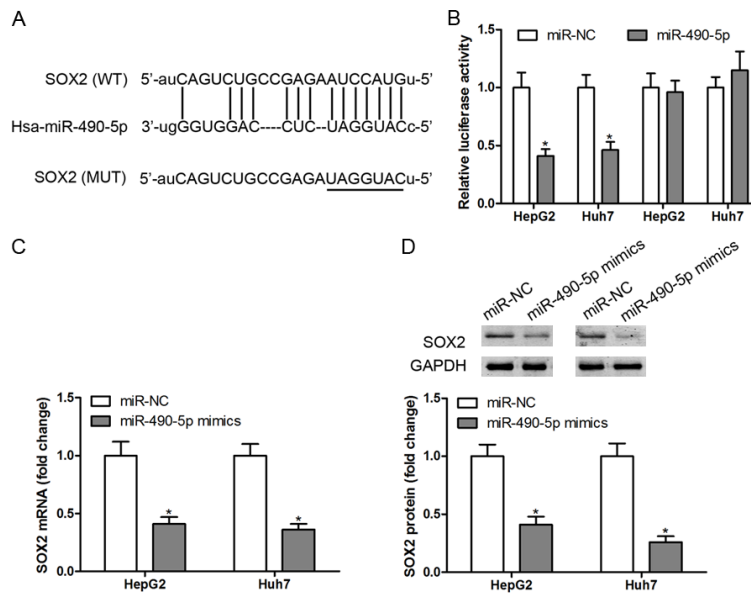 A
SOX2 (WT) 5'-auCAGUCUGCCGAGAAUCCAUGu-5'
Hsa-miR-490-5p 3'-ugGGUGGAC----CUC--UAGGUACc-5'
SOX2 (MUT) 5'-auCAGUCUGCCGAGAUAGGUACu-5'
B
miR-NC miR-490-5p
Relative luciferase activity
1.5
1.0
0.5
0.0
* *
HepG2 Huh7 HepG2 Huh7
C
miR-NC
miR-490-5p mimics
SOX2 mRNA (fold change)
1.5
1.0
0.5
0.0
* *
HepG2 Huh7
D
miR-NC miR-490-5p mimics miR-NC miR-490-5p mimics
SOX2
GAPDH
miR-NC
miR-490-5p mimics
SOX2 protein (fold change)
1.5
1.0
0.5
0.0
* *
HepG2 Huh7